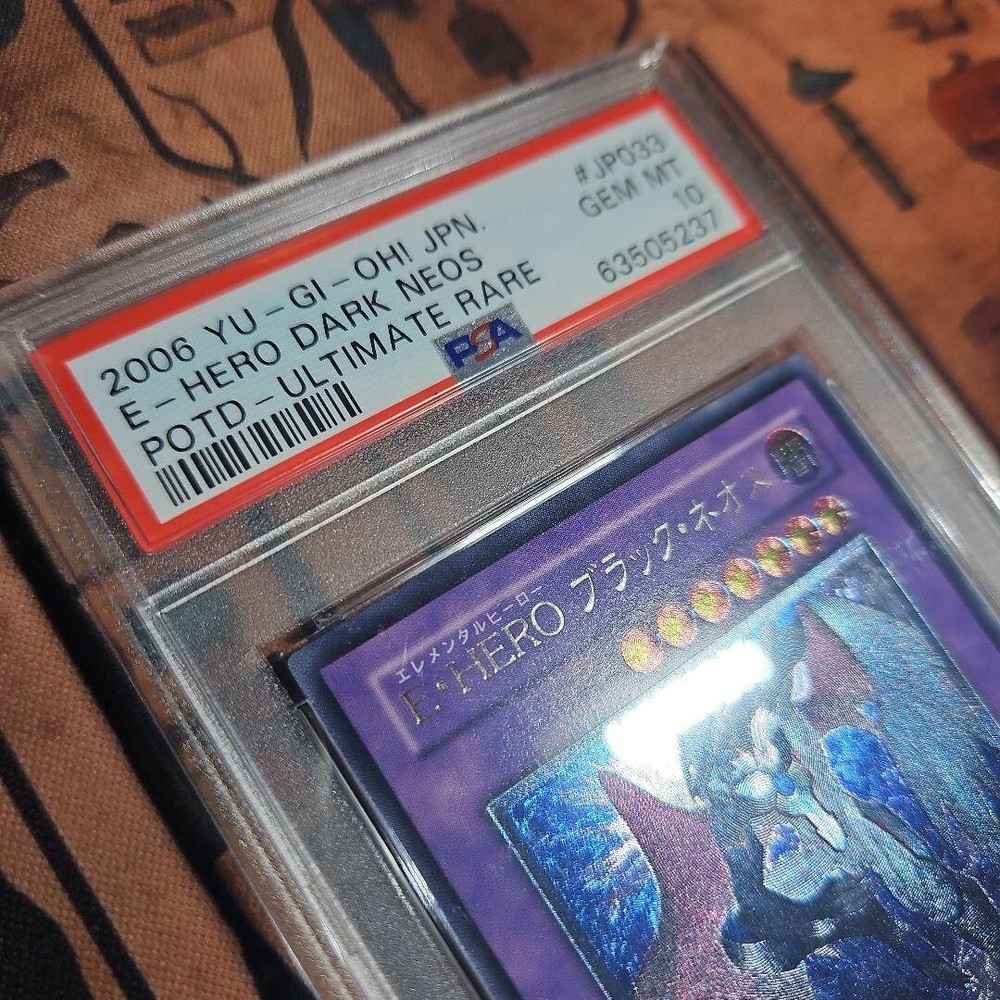 2006 YU-GI-OH! JPN.
E-HERO DARK NEOS
POTD-ULTIMATE RARE
#JP033
GEM MT
10
63505237
PSA
エレメンタルヒーロー
E・HERO ブラック・ネオス
闇